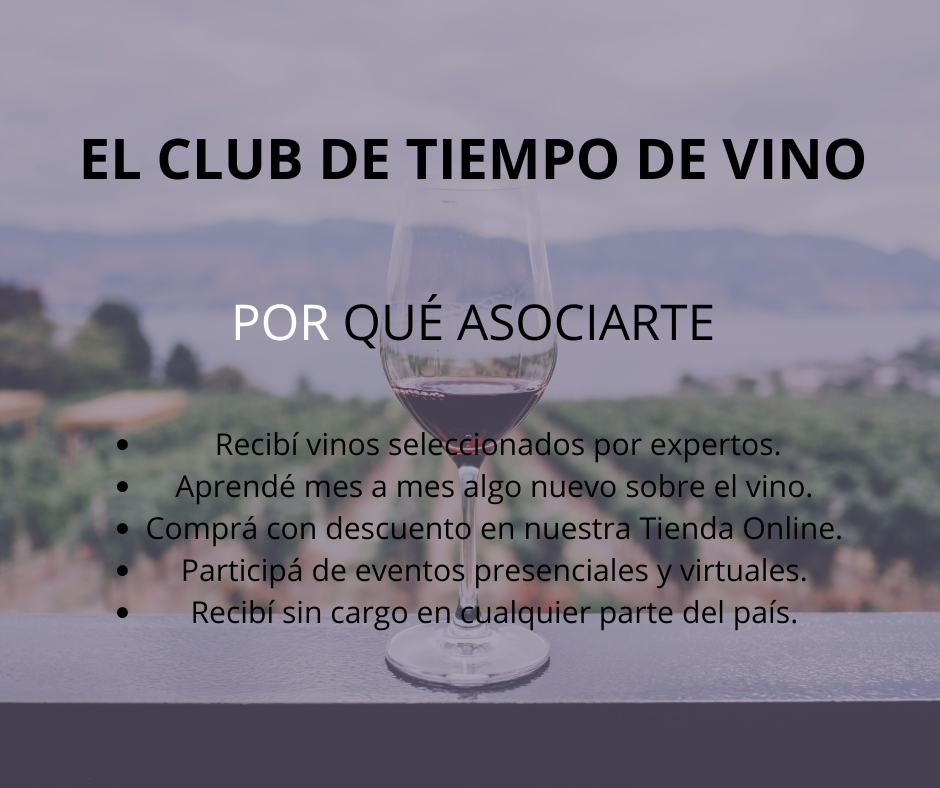 EL CLUB DE TIEMPO DE VINO
POR QUÉ ASOCIARTE
• Recibí vinos seleccionados por expertos.
• Aprendé mes a mes algo nuevo sobre el vino.
• Comprá con descuento en nuestra Tienda Online.
• Participá de eventos presenciales y virtuales.
• Recibí sin cargo en cualquier parte del país.